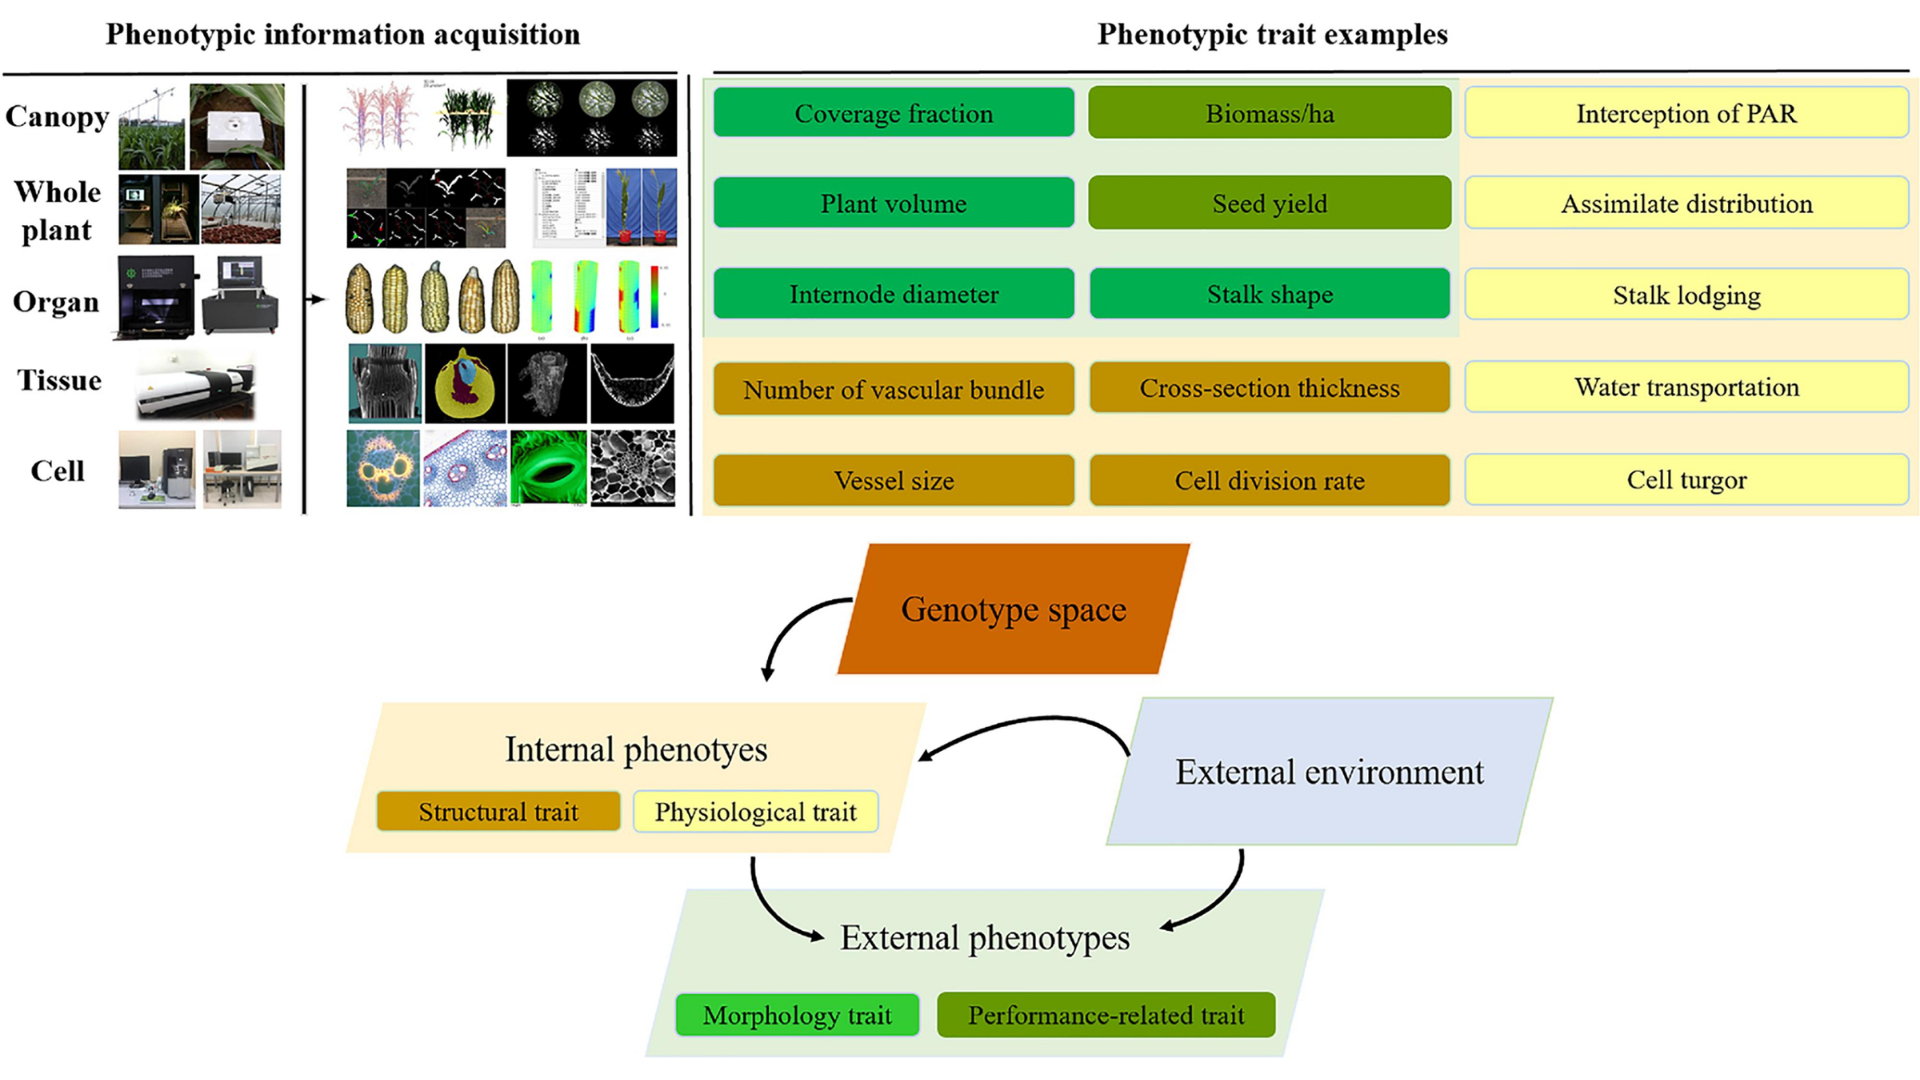 Phenotypic information acquisition
Phenotypic trait examples
Canopy
Coverage fraction
Biomass/ha
Interception of PAR
Whole
plant
Plant volume
Seed yield
Assimilate distribution
Organ
Internode diameter
Stalk shape
Stalk lodging
Tissue
Number of vascular bundle
Cross-section thickness
Water transportation
Cell
Vessel size
Cell division rate
Cell turgor
Genotype space
Internal phenotyes
Structural trait
Physiological trait
External environment
External phenotypes
Morphology trait
Performance-related trait